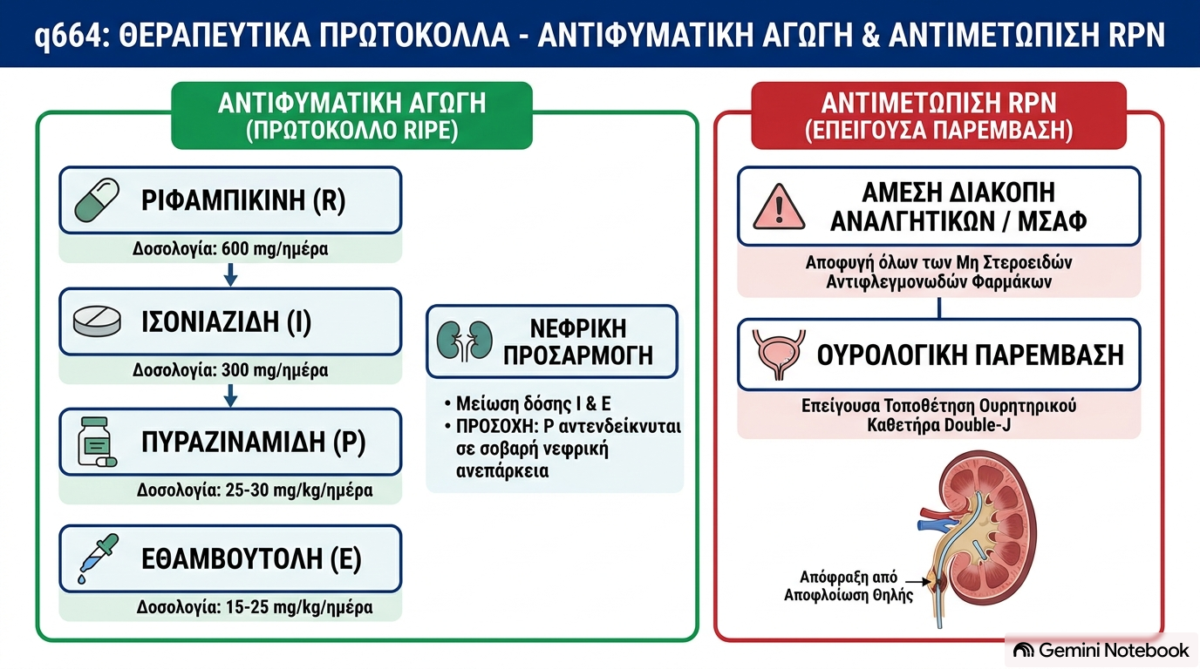 q664: ΘΕΡΑΠΕΥΤΙΚΑ ΠΡΩΤΟΚΟΛΛΑ - ΑΝΤΙΦΥΜΑΤΙΚΗ ΑΓΩΓΗ & ΑΝΤΙΜΕΤΩΠΙΣΗ RPN
ΑΝΤΙΦΥΜΑΤΙΚΗ ΑΓΩΓΗ
(ΠΡΩΤΟΚΟΛΛΟ RIPE)
ΡΙΦΑΜΠΙΚΙΝΗ (R)
Δοσολογία: 600 mg/ημέρα
ΙΣΟΝΙΑΖΙΔΗ (I)
Δοσολογία: 300 mg/ημέρα
ΠΥΡΑΖΙΝΑΜΙΔΗ (P)
Δοσολογία: 25-30 mg/kg/ημέρα
ΕΘΑΜΒΟΥΤΟΛΗ (E)
Δοσολογία: 15-25 mg/kg/ημέρα
ΝΕΦΡΙΚΗ
ΠΡΟΣΑΡΜΟΓΗ
• Μείωση δόσης I & E
• ΠΡΟΣΟΧΗ: P αντενδείκνυται
σε σοβαρή νεφρική
ανεπάρκεια
ΑΝΤΙΜΕΤΩΠΙΣΗ RPN
(ΕΠΕΙΓΟΥΣΑ ΠΑΡΕΜΒΑΣΗ)
ΑΜΕΣΗ ΔΙΑΚΟΠΗ
ΑΝΑΛΓΗΤΙΚΩΝ / ΜΣΑΦ
Αποφυγή όλων των Μη Στεροειδών
Αντιφλεγμονωδών Φαρμάκων
ΟΥΡΟΛΟΓΙΚΗ ΠΑΡΕΜΒΑΣΗ
Επείγουσα Τοποθέτηση Ουρητηρικού
Καθετήρα Double-J
Απόφραξη από
Αποφλοίωση Θηλής
Gemini Notebook